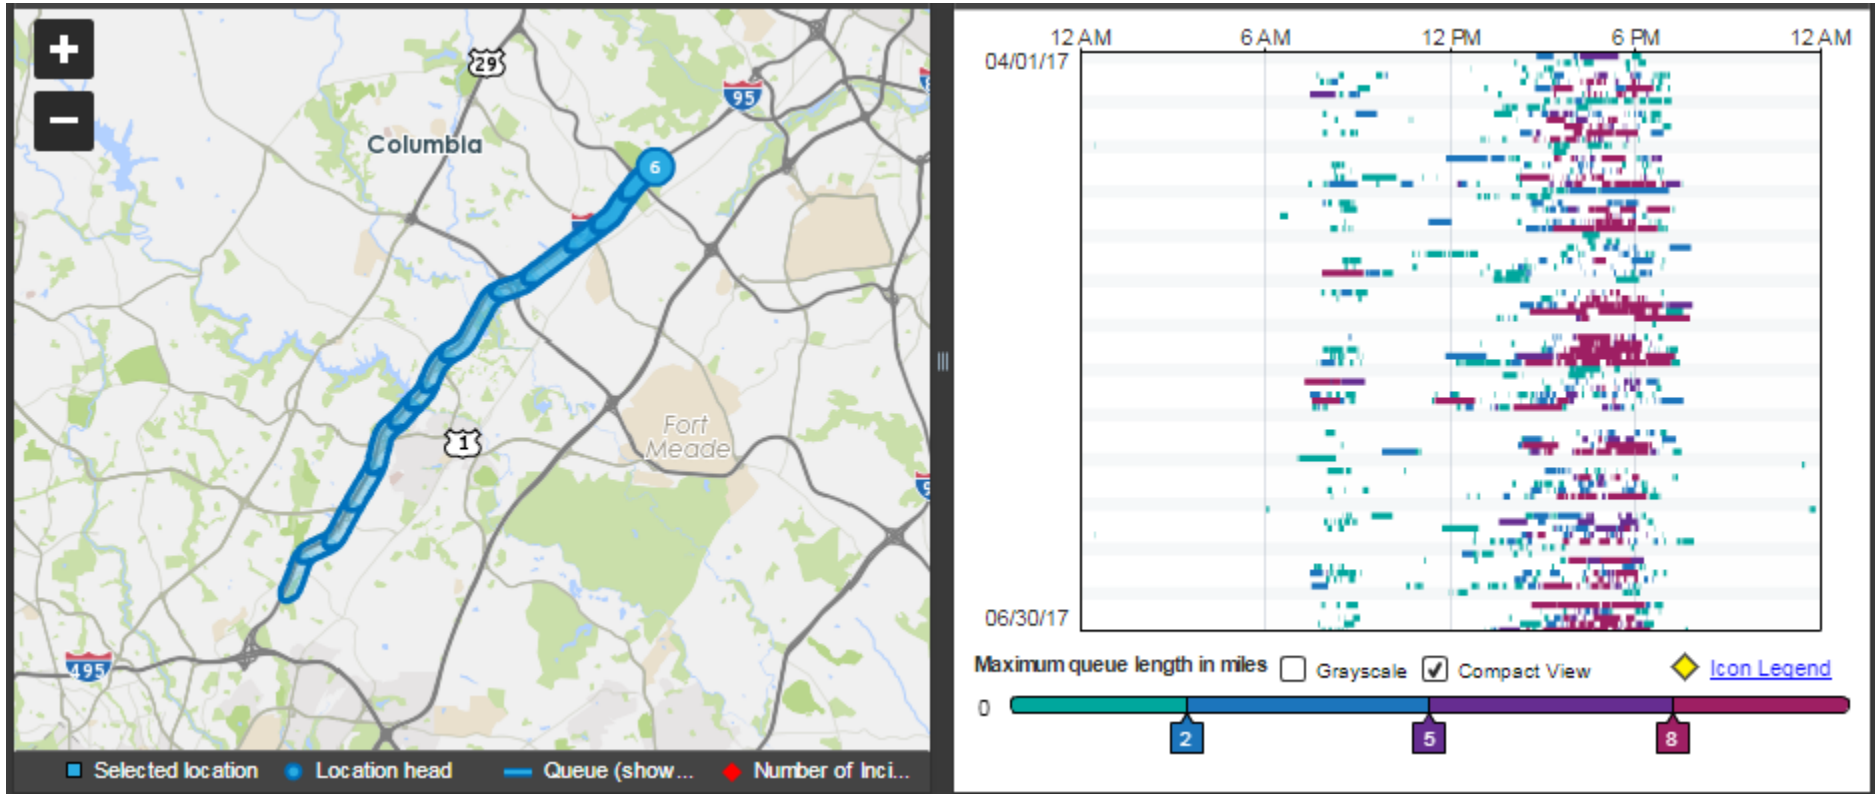 +
−
29
95
Columbia
6
1
Fort
Meade
495
Selected location
Location head
Queue (show...
Number of Inci...
12 AM 6 AM 12 PM 6 PM 12 AM
04/01/17
06/30/17
Maximum queue length in miles Grayscale Compact View Icon Legend
0
2 5 8